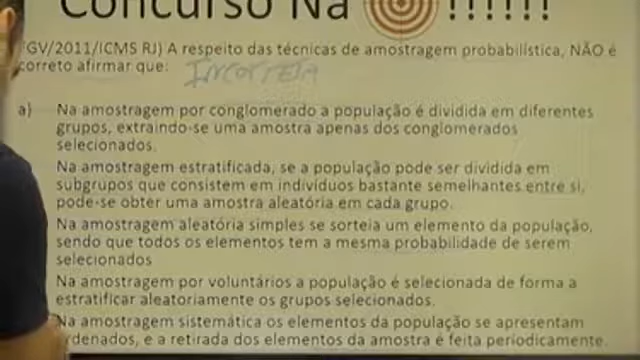 Concurso Na !!!!!!
FGV/2011/ICMS RJ) A respeito das técnicas de amostragem probabilística, NÃO é
correto afirmar que: INCORRETA
a) Na amostragem por conglomerado a população é dividida em diferentes
grupos, extraindo-se uma amostra apenas dos conglomerados
selecionados.
Na amostragem estratificada, se a população pode ser dividida em
subgrupos que consistem em indivíduos bastante semelhantes entre si,
pode-se obter uma amostra aleatória em cada grupo.
Na amostragem aleatória simples se sorteia um elemento da população,
sendo que todos os elementos tem a mesma probabilidade de serem
selecionados
Na amostragem por voluntários a população é selecionada de forma a
estratificar aleatoriamente os grupos selecionados.
Na amostragem sistemática os elementos da população se apresentam
ordenados, e a retirada dos elementos da amostra é feita periodicamente.